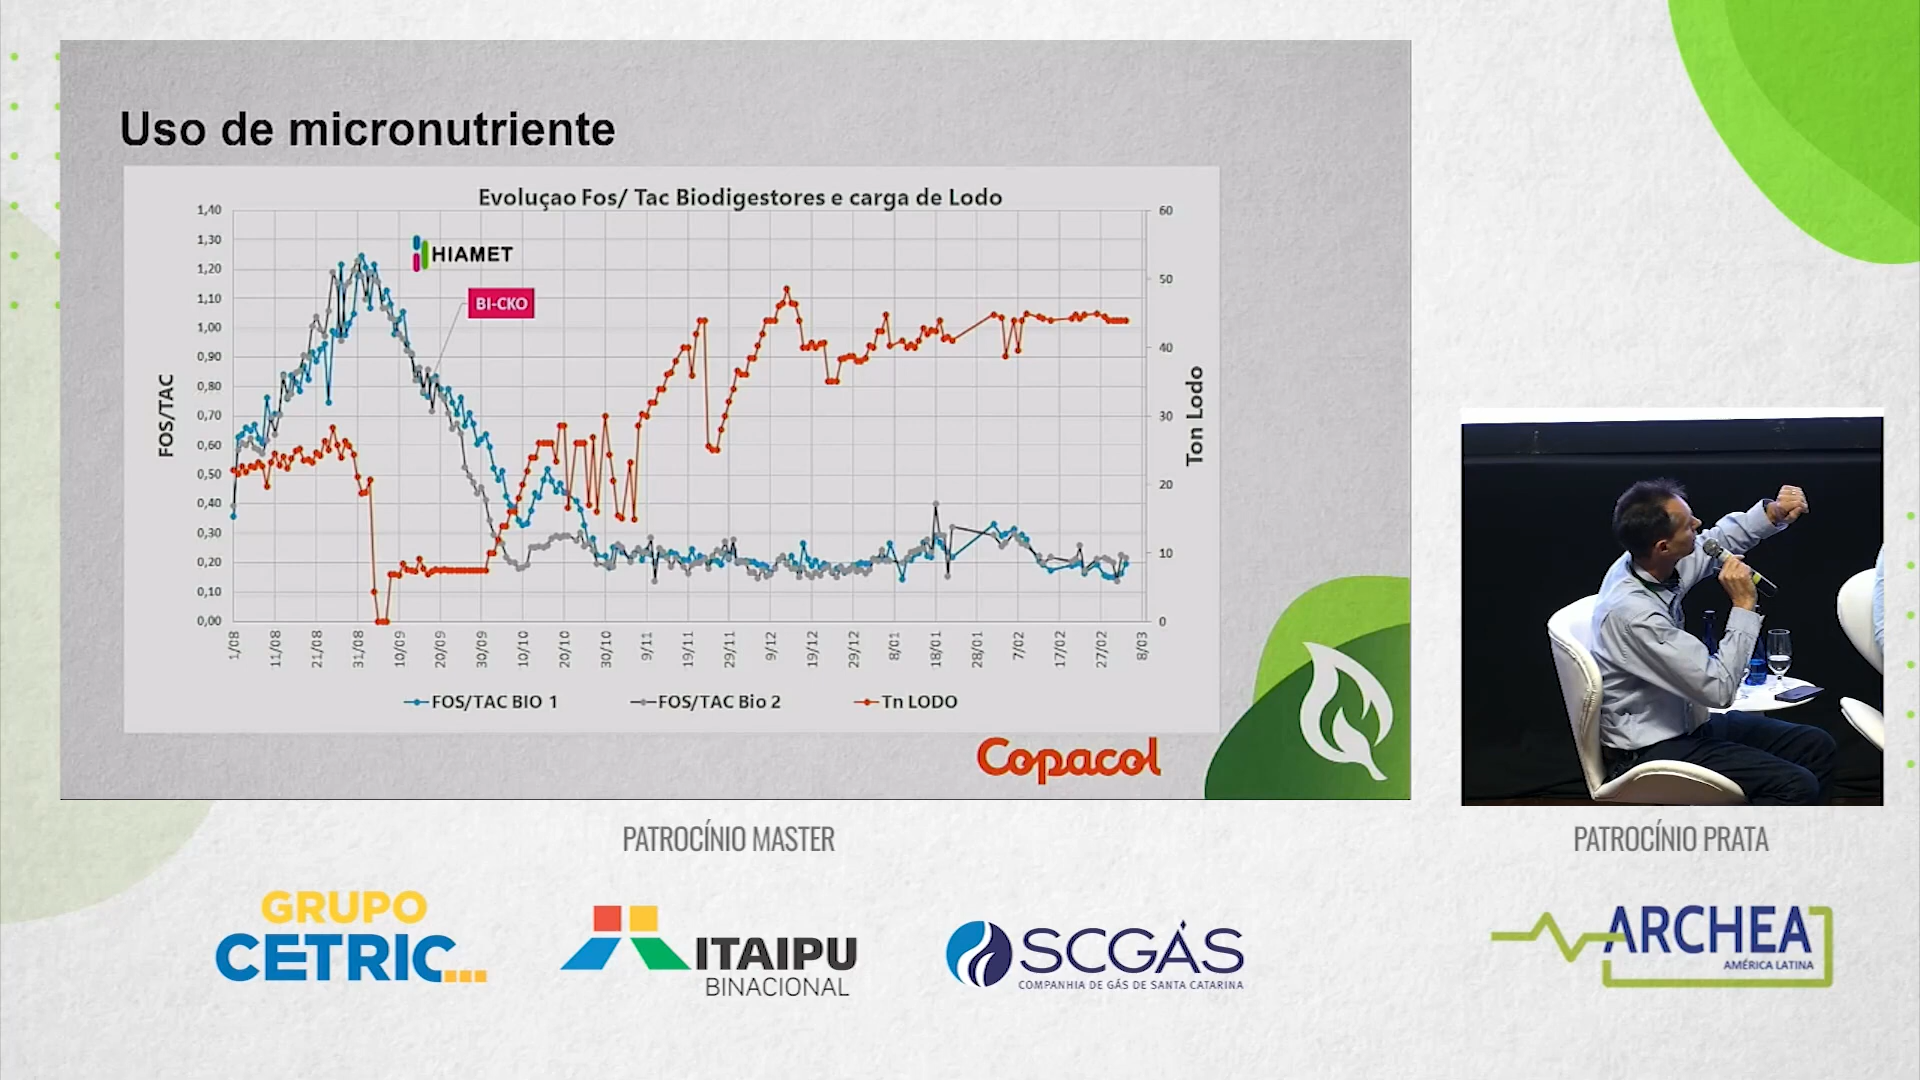 Uso de micronutriente
Evoluçao Fos/ Tac Biodigestores e carga de Lodo
1,40
1,30
1,20
1,10
1,00
0,90
0,80
0,70
0,60
0,50
0,40
0,30
0,20
0,10
0,00
FOS/TAC
HIAMET
BI-CKO
60
50
40
30
20
10
0
Ton Lodo
1/08
11/08
21/08
31/08
10/09
20/09
30/09
10/10
20/10
30/10
9/11
19/11
29/11
9/12
19/12
29/12
8/01
18/01
28/01
7/02
17/02
27/02
8/03
FOS/TAC BIO 1
FOS/TAC Bio 2
Tn LODO
Copacol
PATROCÍNIO MASTER
PATROCÍNIO PRATA
GRUPO
CETRIC...
ITAIPU
BINACIONAL
SCGÁS
COMPANHIA DE GÁS DE SANTA CATARINA
ARCHEA
AMÉRICA LATINA